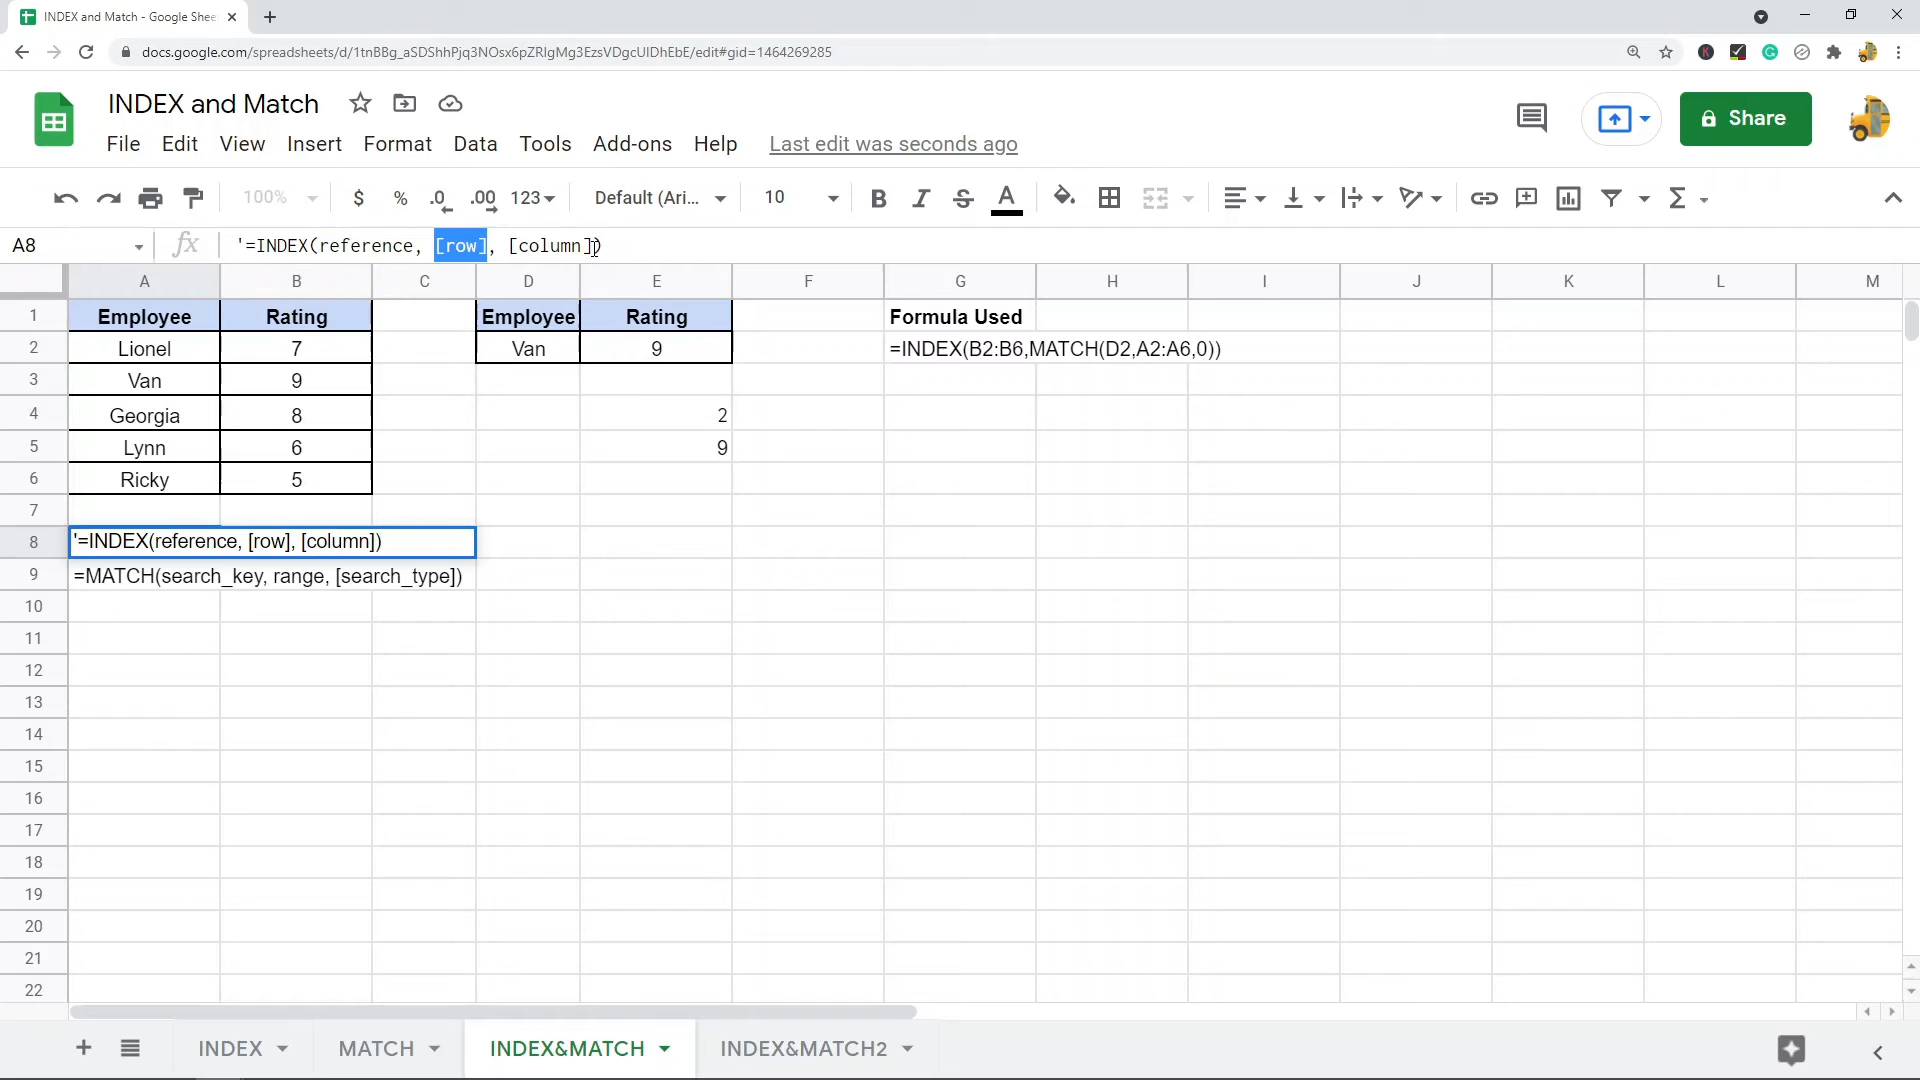 INDEX and Match - Google Shee
docs.google.com/spreadsheets/d/1tnBBg_aSDShhPjq3NOsx6pZRIgMg3EzsVDgcUIDhEbE/edit#gid=1464269285
INDEX and Match
Share
File Edit View Insert Format Data Tools Add-ons Help Last edit was seconds ago
100% $ % .0 .00 123 Default (Ari... 10 B I S A
A8 fx '=INDEX(reference, [row], [column])
A B C D E F G H I J K L M
1 Employee Rating Employee Rating Formula Used
2 Lionel 7 Van 9 =INDEX(B2:B6,MATCH(D2,A2:A6,0))
3 Van 9
4 Georgia 8 2
5 Lynn 6 9
6 Ricky 5
7
8 '=INDEX(reference, [row], [column])
9 =MATCH(search_key, range, [search_type])
10
11
12
13
14
15
16
17
18
19
20
21
22
INDEX MATCH INDEX&MATCH INDEX&MATCH2